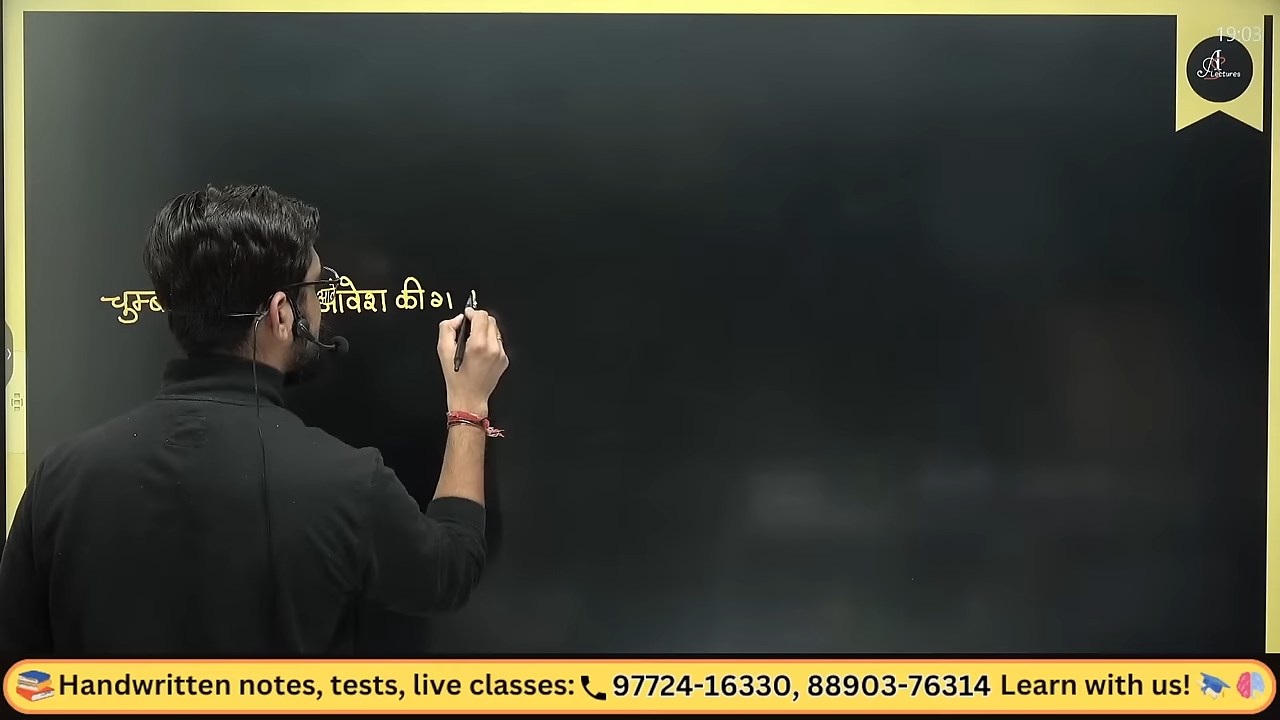 19:03
A
Lectures
आवेश की ग
📚Handwritten notes, tests, live classes:📞97724-16330, 88903-76314 Learn with us!🎓🧠